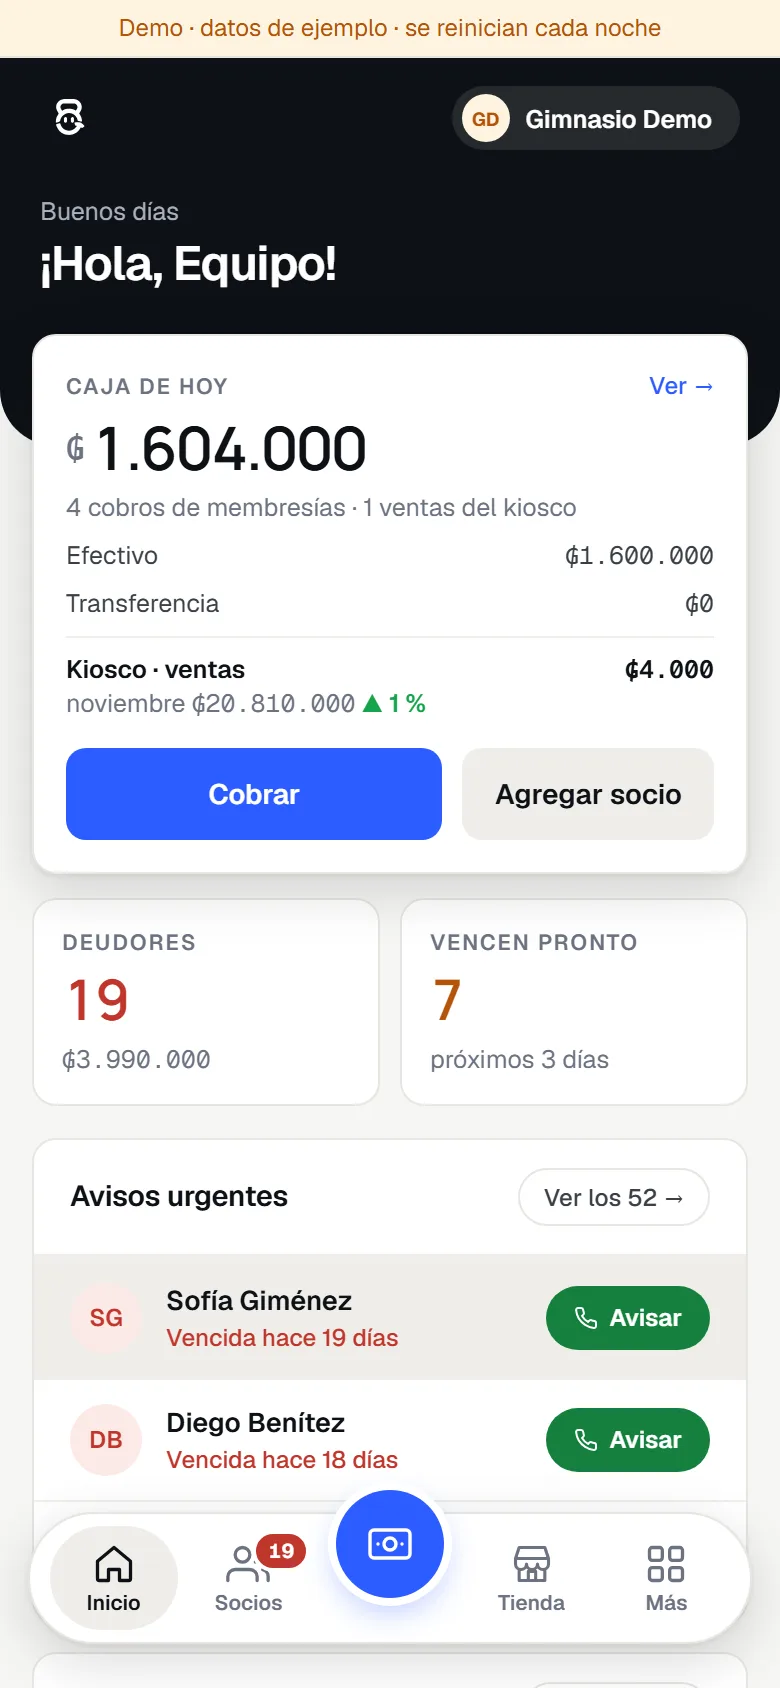 Demo · datos de ejemplo · se reinician cada noche
GD Gimnasio Demo
Buenos días
¡Hola, Equipo!
CAJA DE HOY Ver →
₲ 1.604.000
4 cobros de membresías · 1 ventas del kiosco
Efectivo ₲1.600.000
Transferencia ₲0
Kiosco · ventas ₲4.000
noviembre ₲20.810.000 ▲ 1 %
Cobrar Agregar socio
DEUDORES VENCEN PRONTO
19 7
₲3.990.000 próximos 3 días
Avisos urgentes Ver los 52 →
SG Sofía Giménez Avisar
Vencida hace 19 días
DB Diego Benítez Avisar
Vencida hace 18 días
19
Inicio Socios Tienda Más